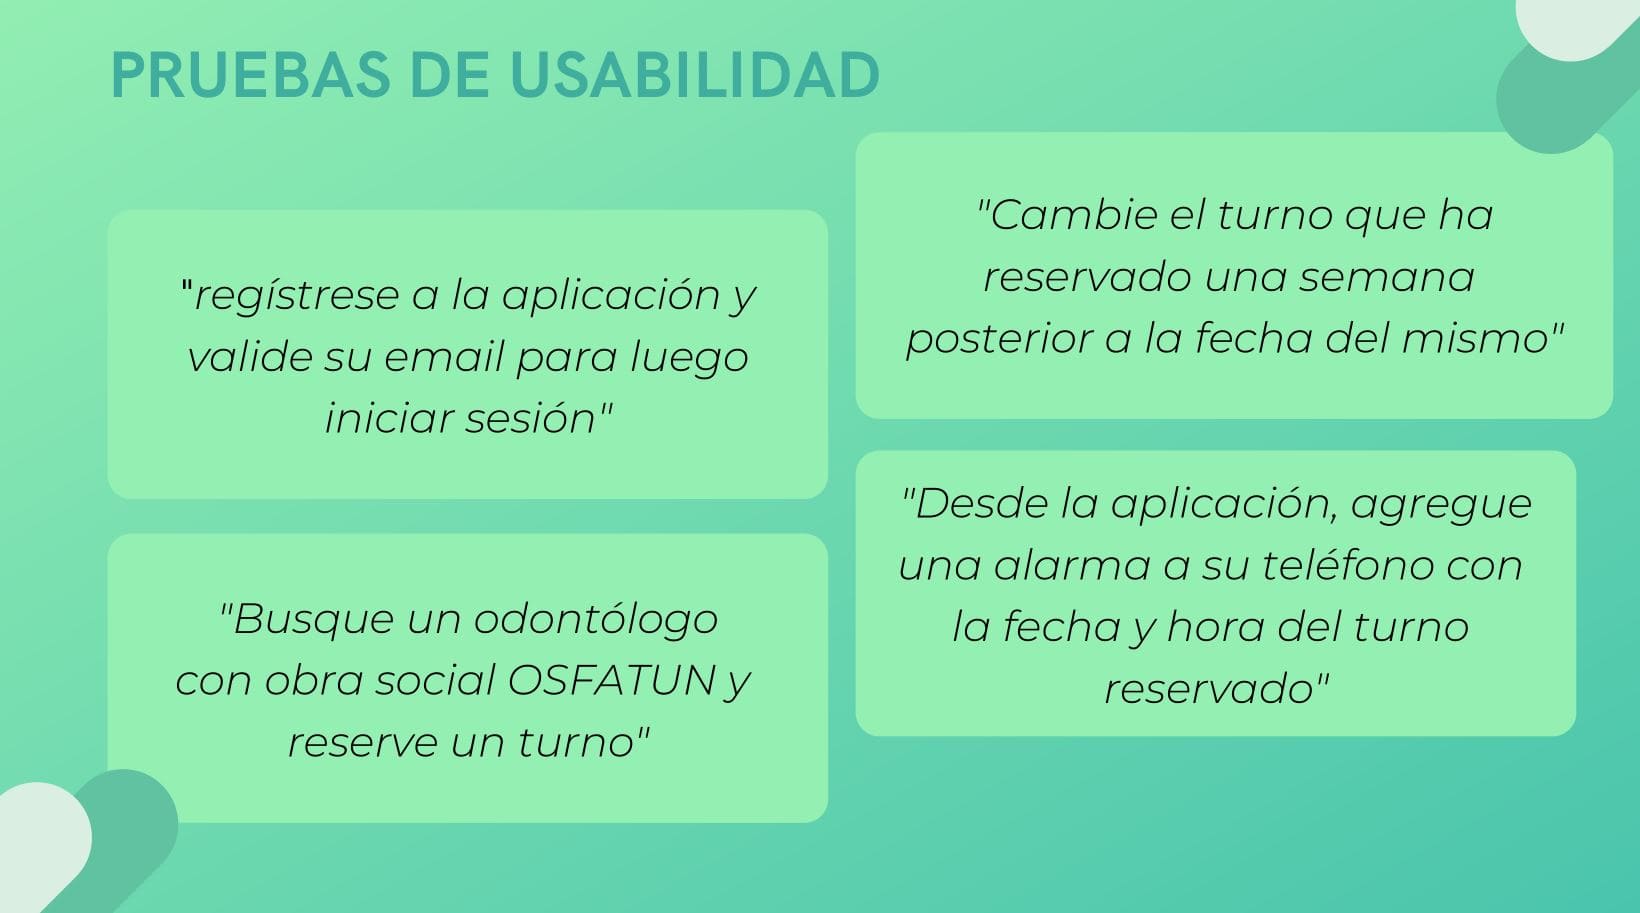 PRUEBAS DE USABILIDAD
"regístrese a la aplicación y
valide su email para luego
iniciar sesión"
"Busque un odontólogo
con obra social OSFATUN y
reserve un turno"
"Cambie el turno que ha
reservado una semana
posterior a la fecha del mismo"
"Desde la aplicación, agregue
una alarma a su teléfono con
la fecha y hora del turno
reservado"